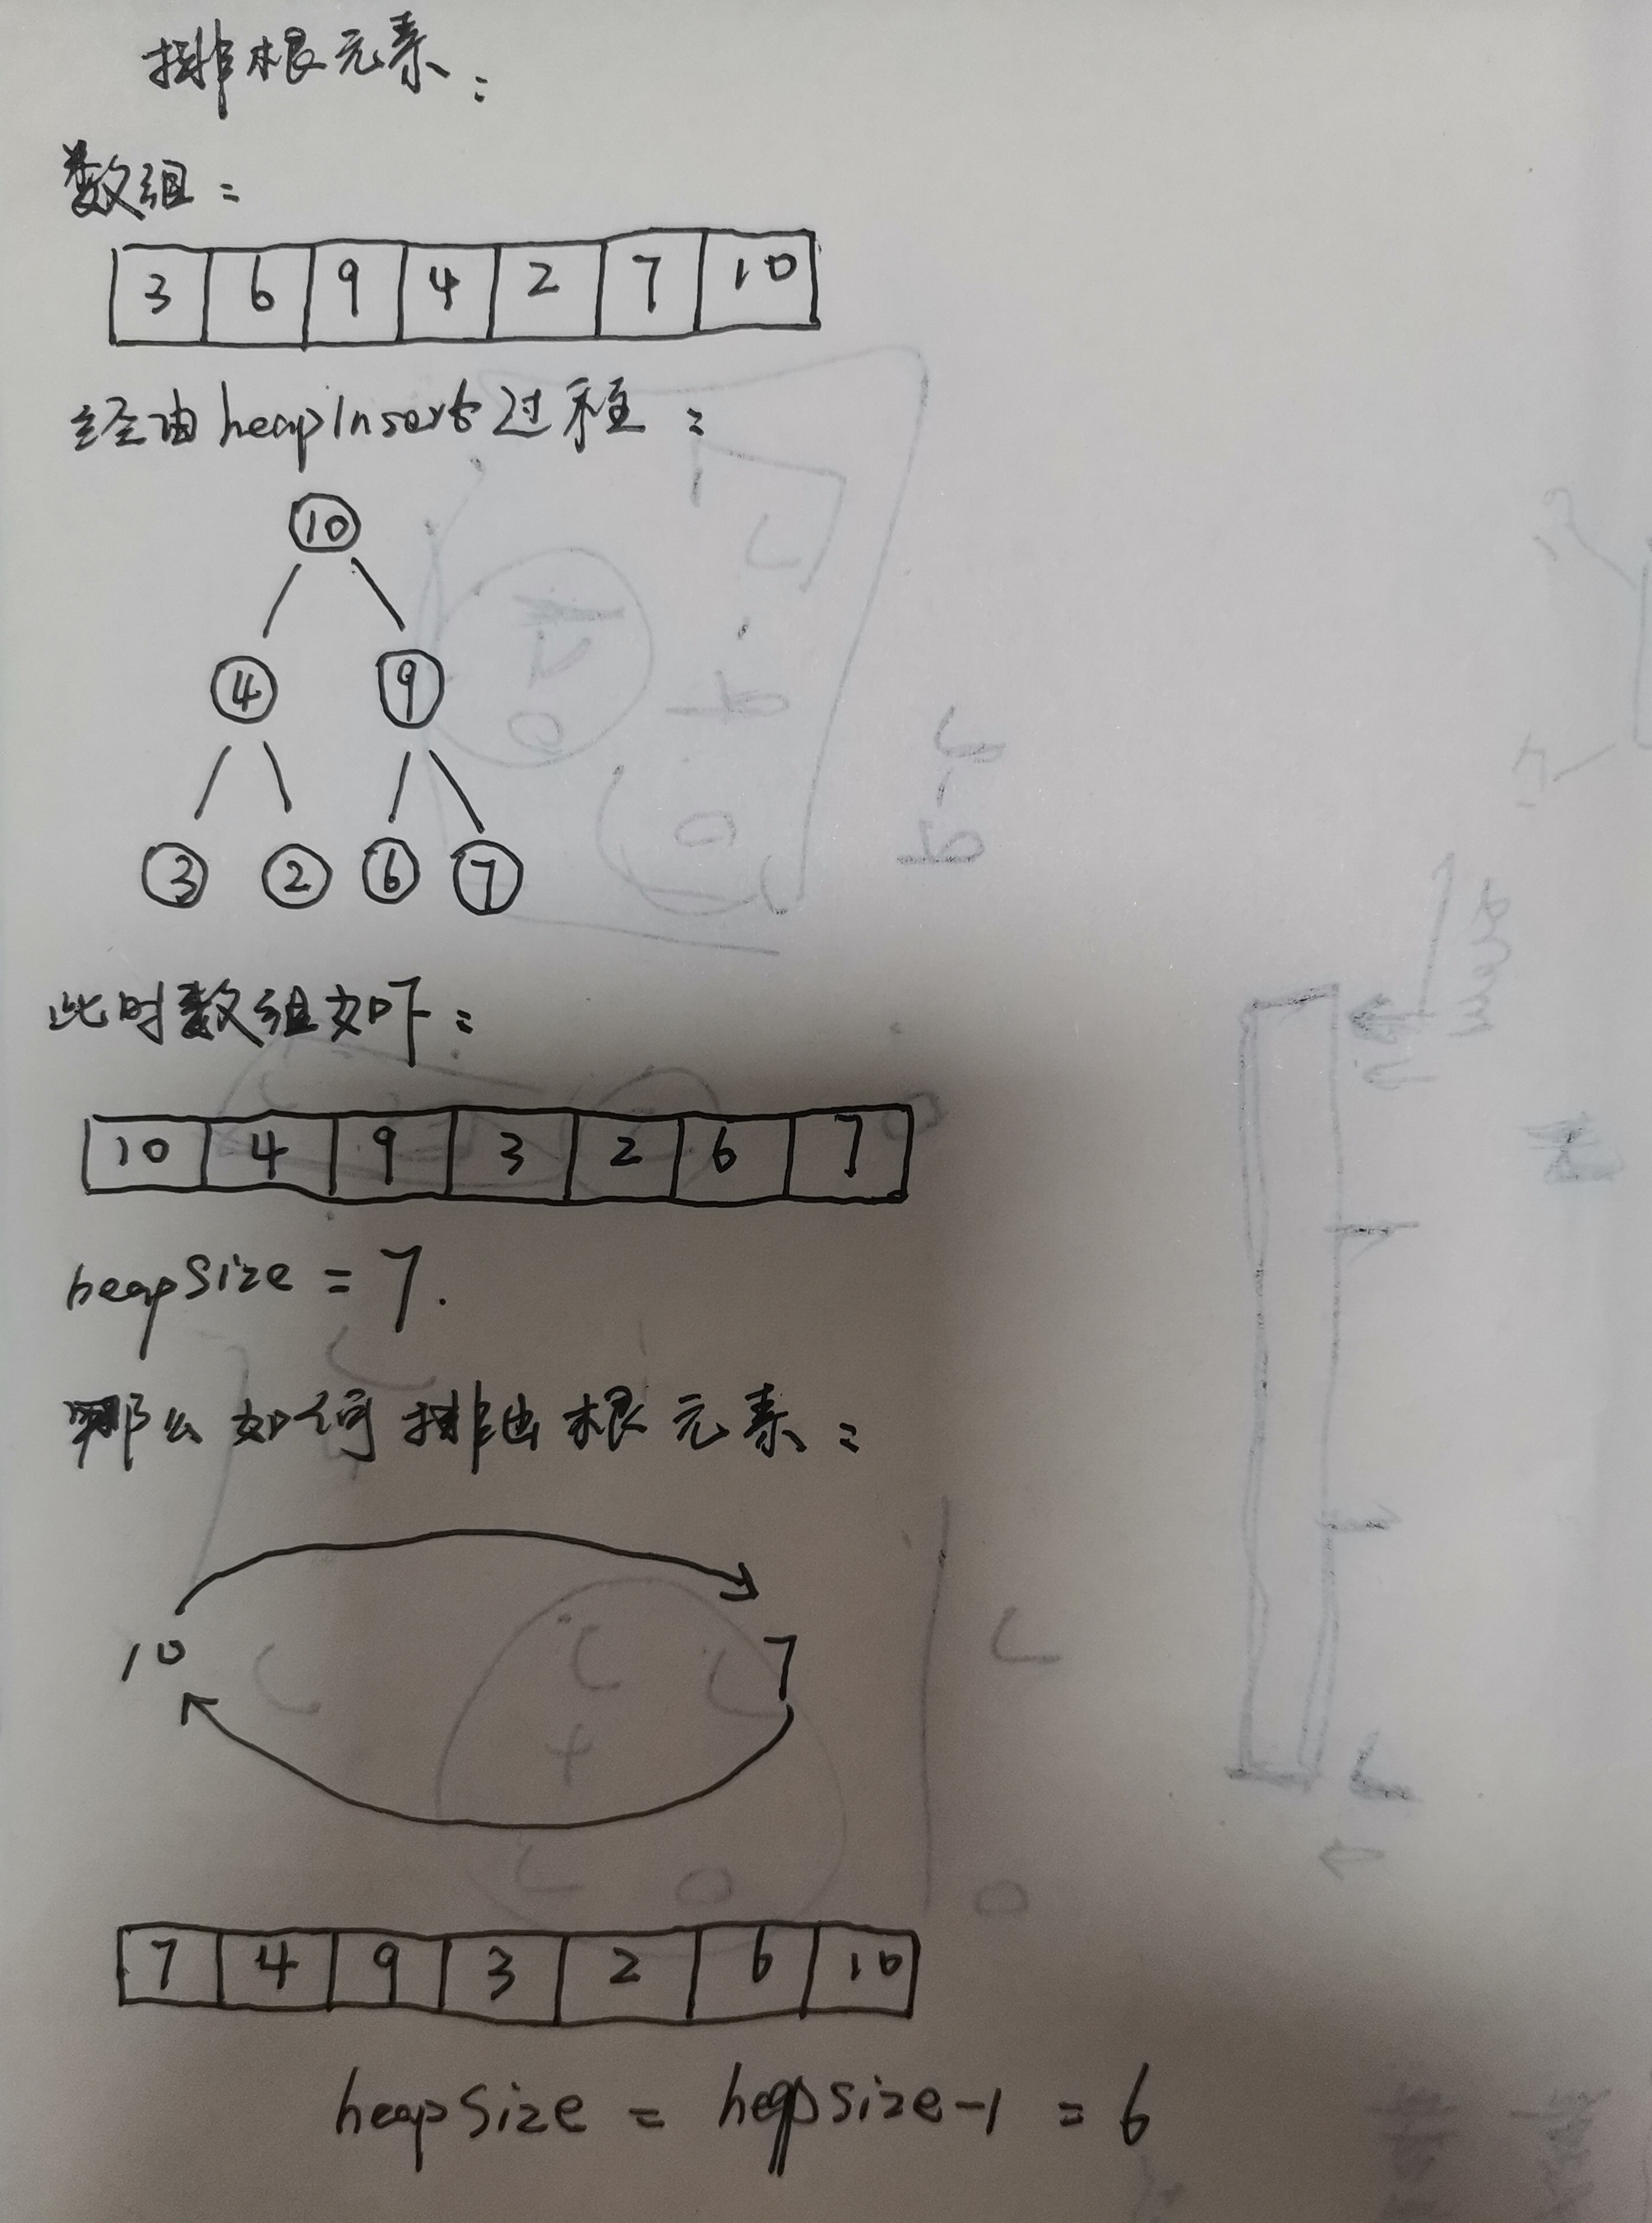 排根元素：
数组：
3 6 9 4 2 7 10
经由heapInsert过程：
10
4 9
3 2 6 7
此时数组如下：
10 4 9 3 2 6 7
heapSize = 7.
那么如何排出根元素：
10 7
7 4 9 3 2 6 10
heapSize = heapsize-1 = 6